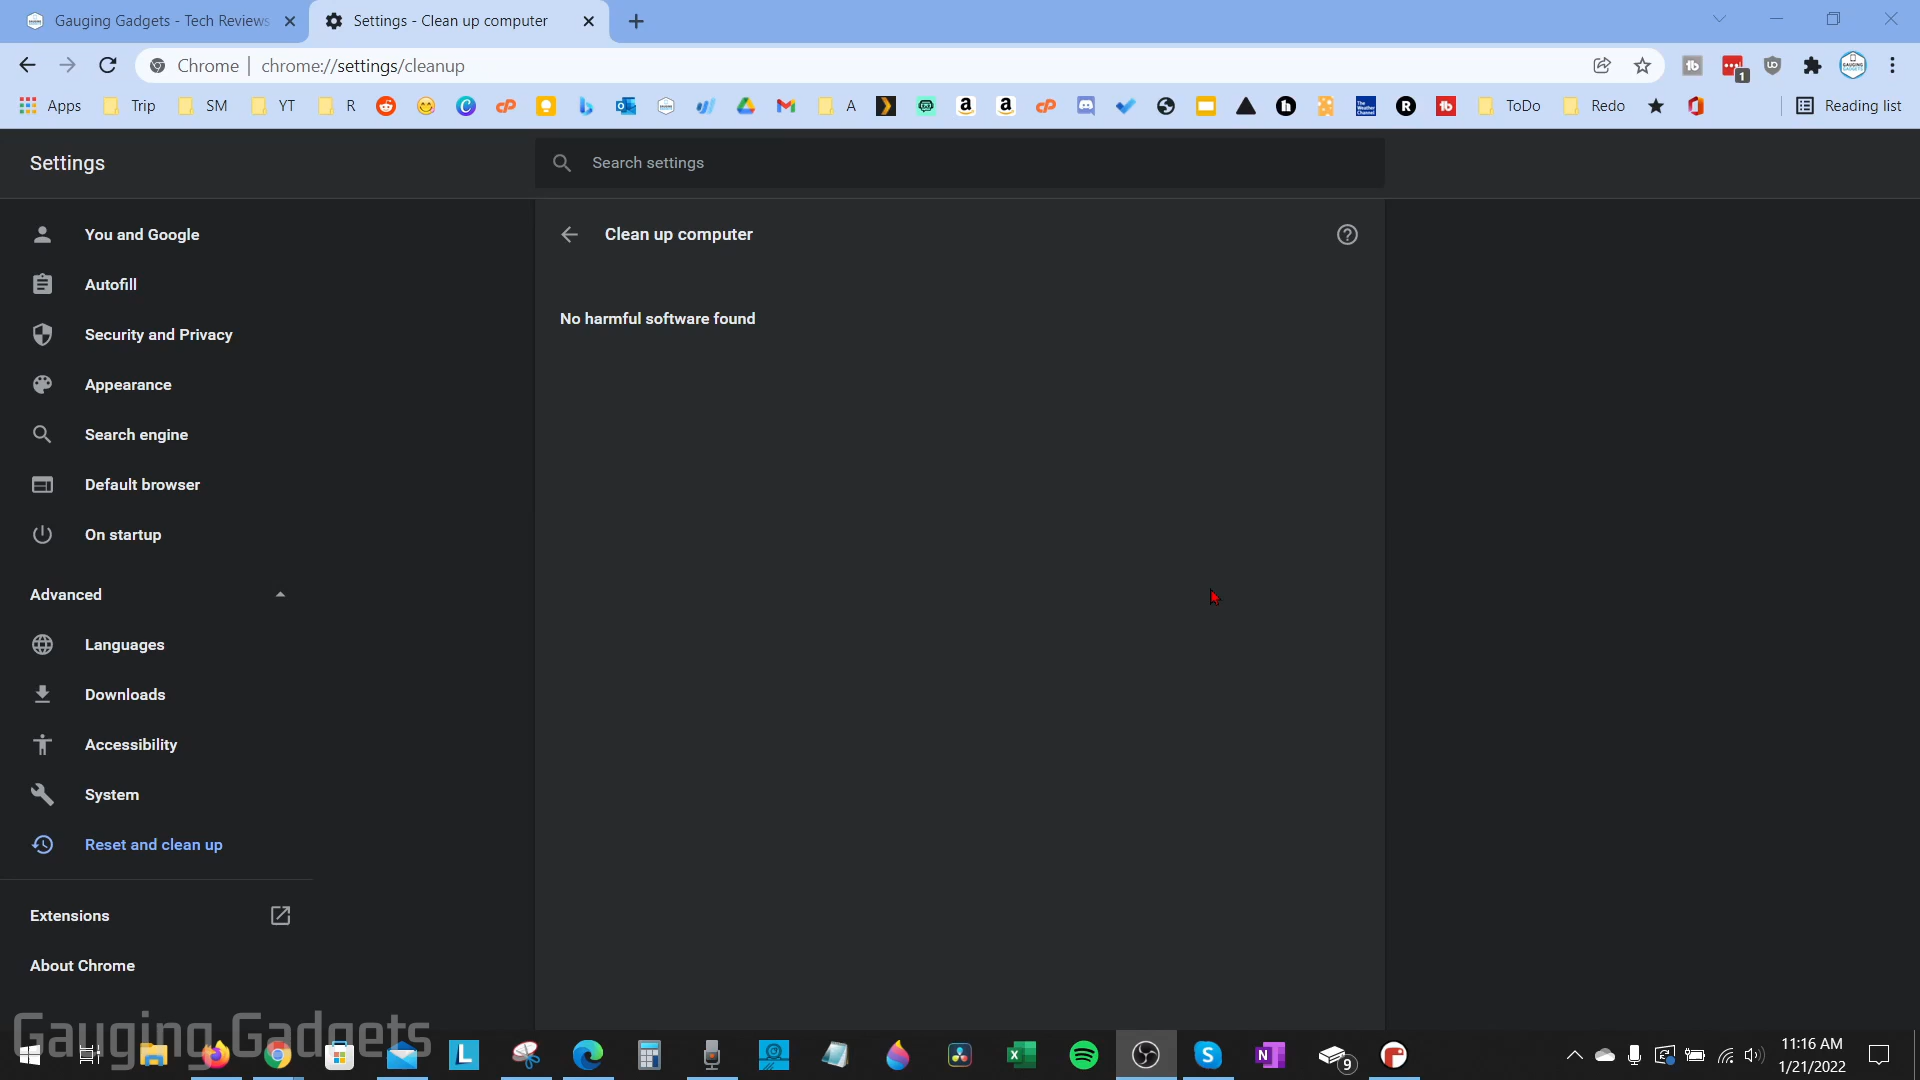 Gauging Gadgets - Tech Reviews
Settings - Clean up computer
Chrome | chrome://settings/cleanup
1
Apps
Trip
SM
YT
R
A
ToDo
Redo
Reading list
Settings
Search settings
You and Google
Autofill
Security and Privacy
Appearance
Search engine
Default browser
On startup
Advanced
Languages
Downloads
Accessibility
System
Reset and clean up
Extensions
About Chrome
Clean up computer
No harmful software found
Gauging Gadgets
9
11:16 AM
1/21/2022